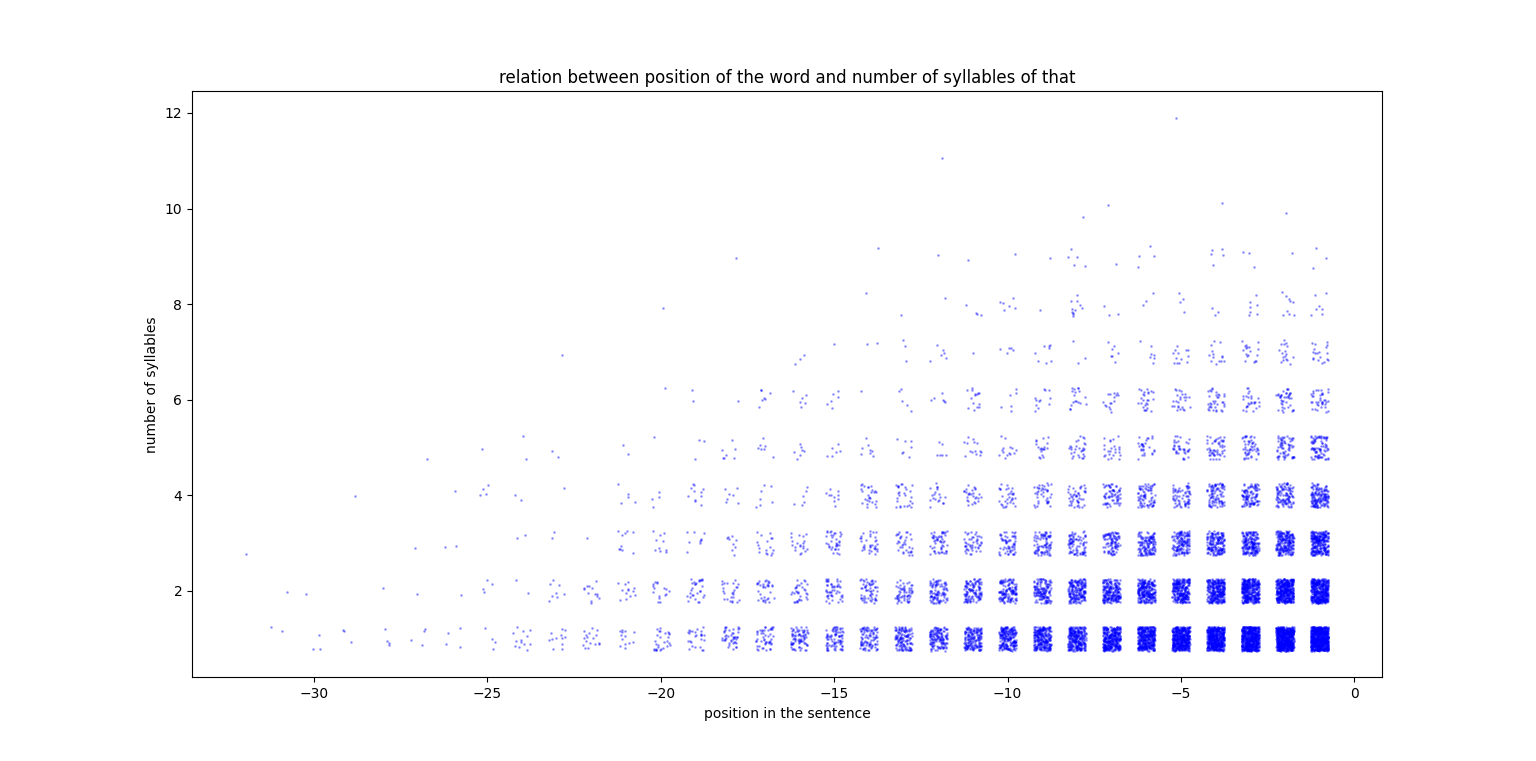 relation between position of the word and number of syllables of that
12
10
8
6
4
2
number of syllables
−30 −25 −20 −15 −10 −5 0
position in the sentence